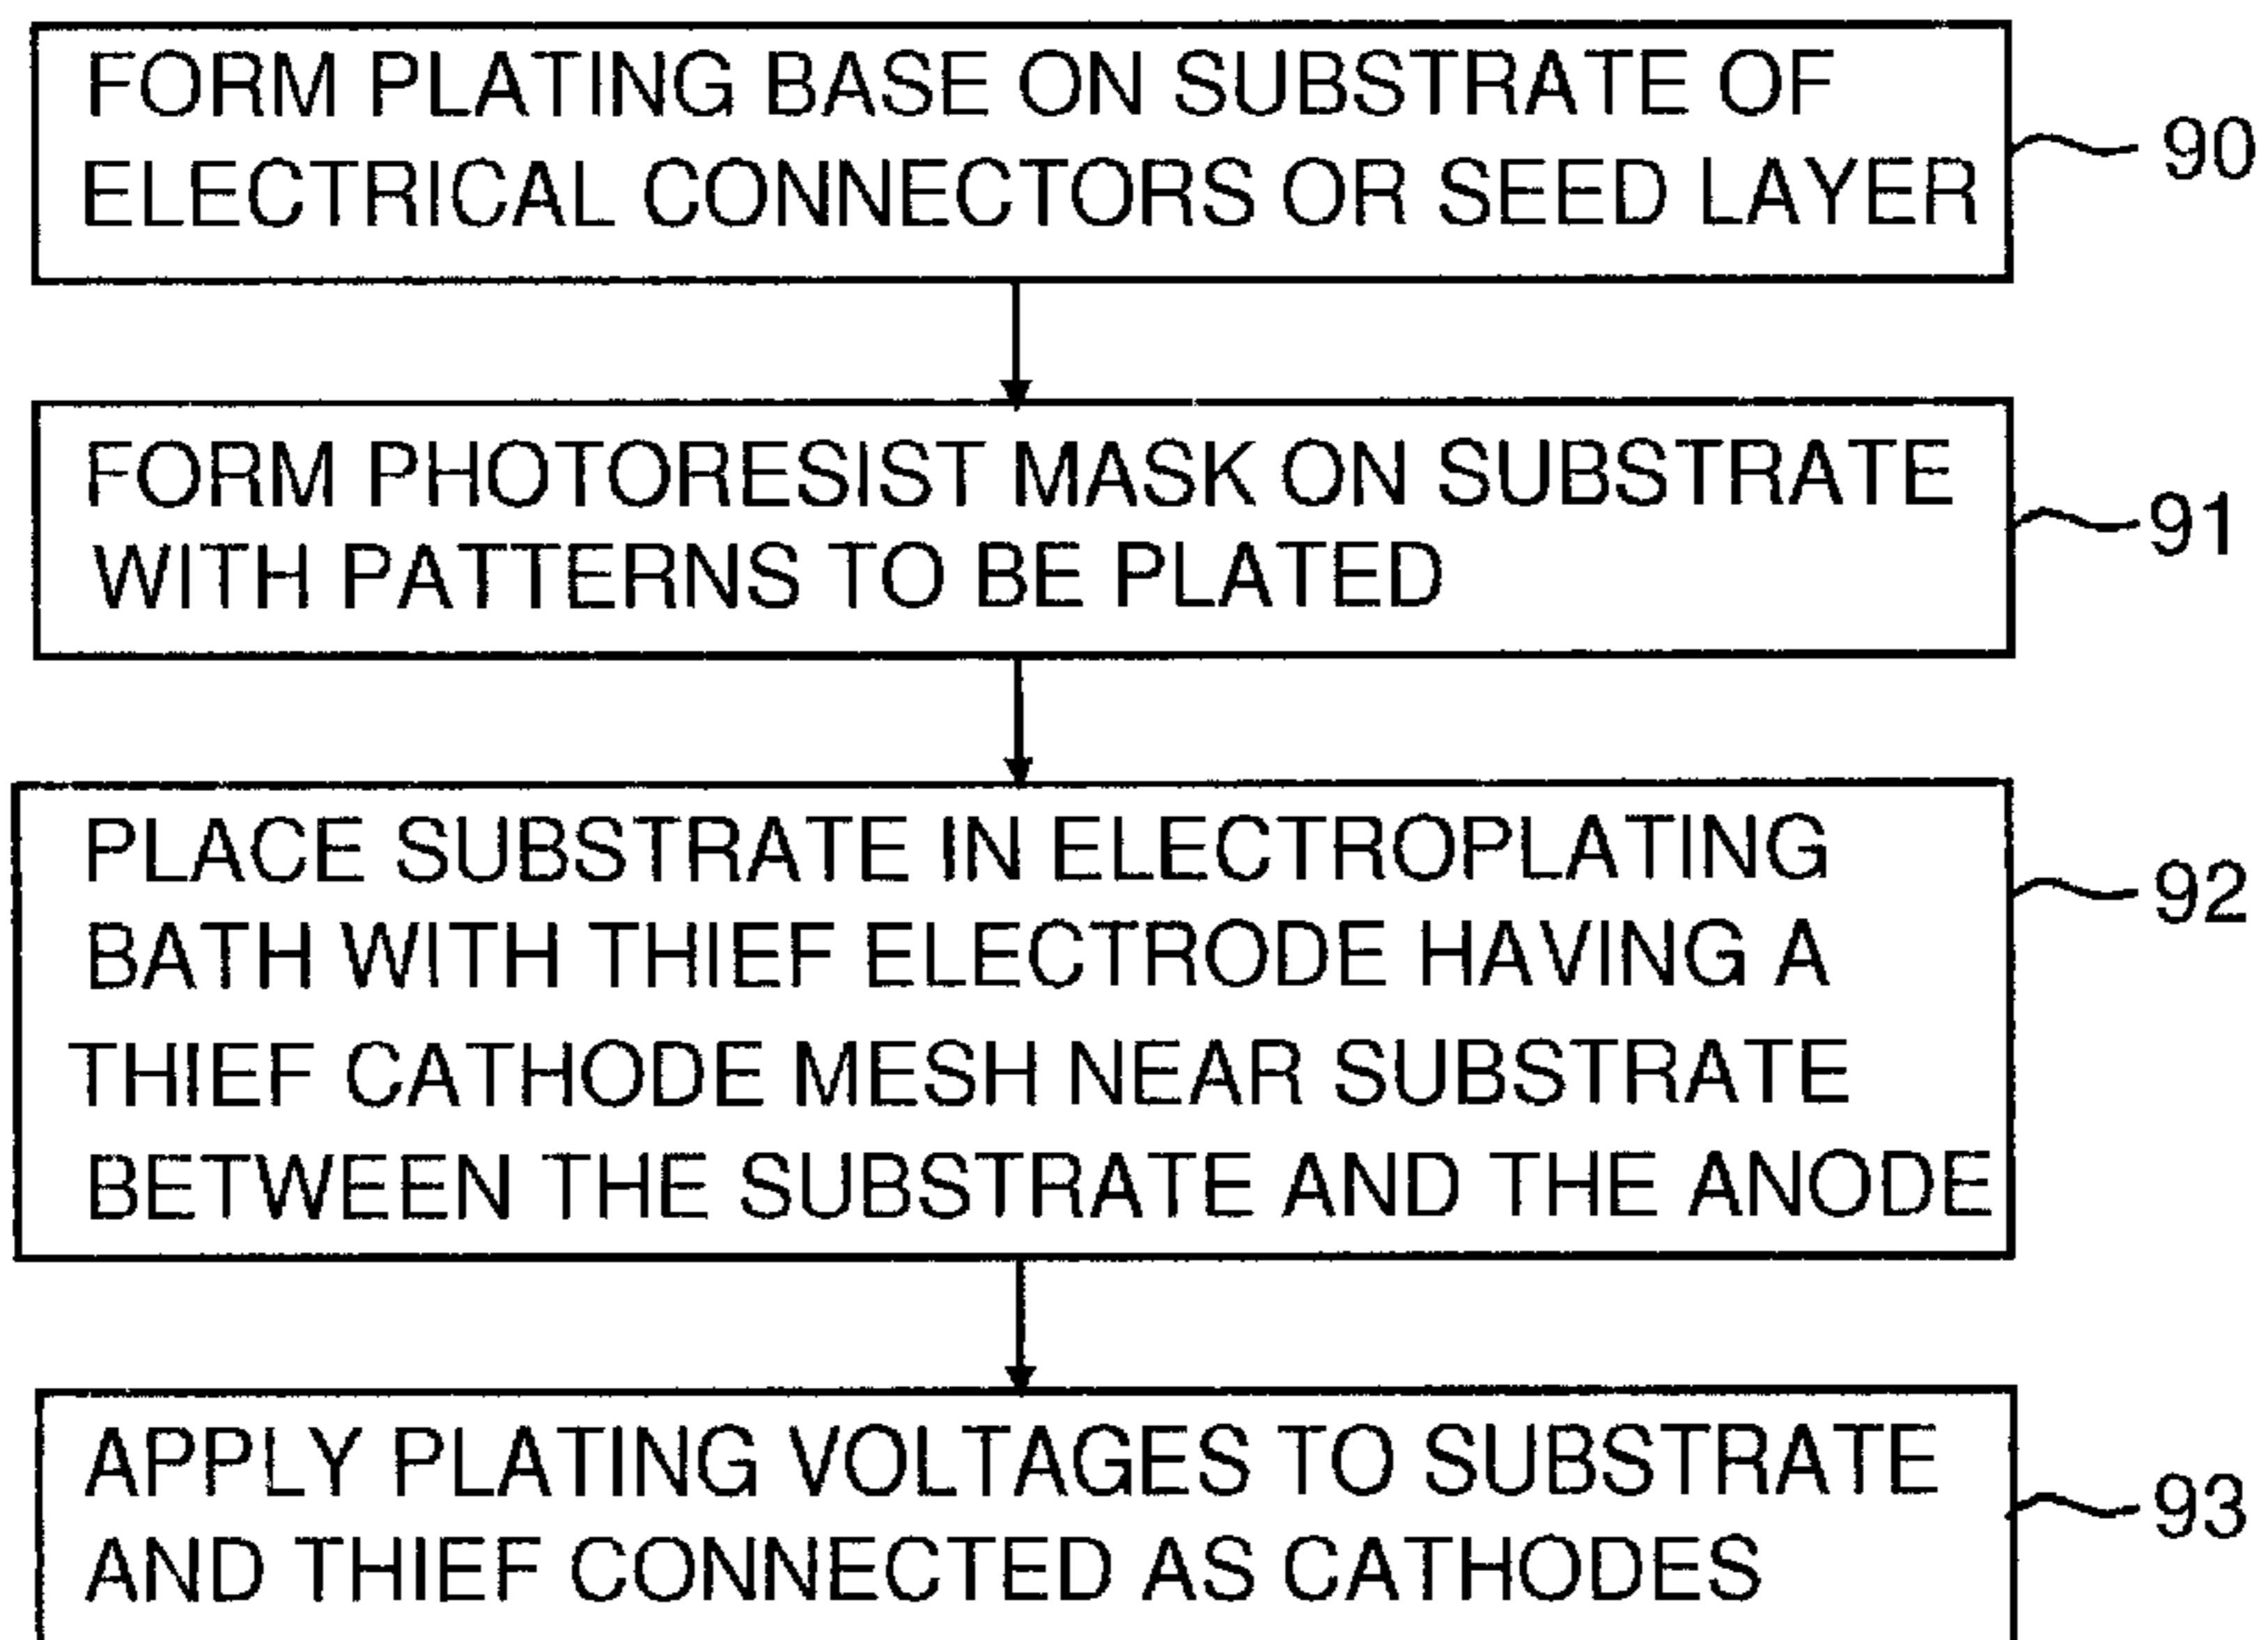 FORM PLATING BASE ON SUBSTRATE OF
ELECTRICAL CONNECTORS OR SEED LAYER
90
FORM PHOTORESIST MASK ON SUBSTRATE
WITH PATTERNS TO BE PLATED
91
PLACE SUBSTRATE IN ELECTROPLATING
BATH WITH THIEF ELECTRODE HAVING A
THIEF CATHODE MESH NEAR SUBSTRATE
BETWEEN THE SUBSTRATE AND THE ANODE
92
APPLY PLATING VOLTAGES TO SUBSTRATE
AND THIEF CONNECTED AS CATHODES
93